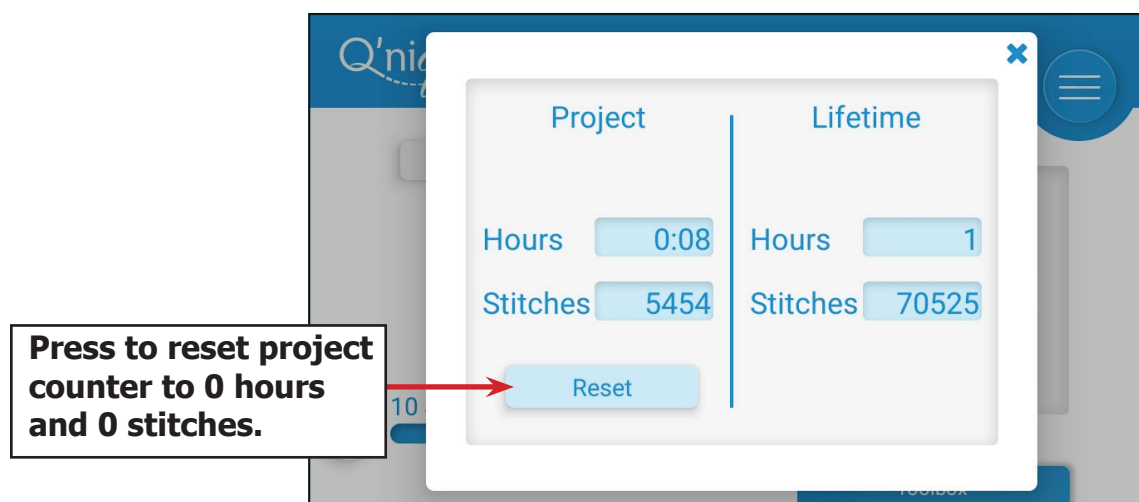 Q'ni
Project
Lifetime
Hours 0:08
Hours 1
Stitches 5454
Stitches 70525
Press to reset project
counter to 0 hours
and 0 stitches.
Reset
10